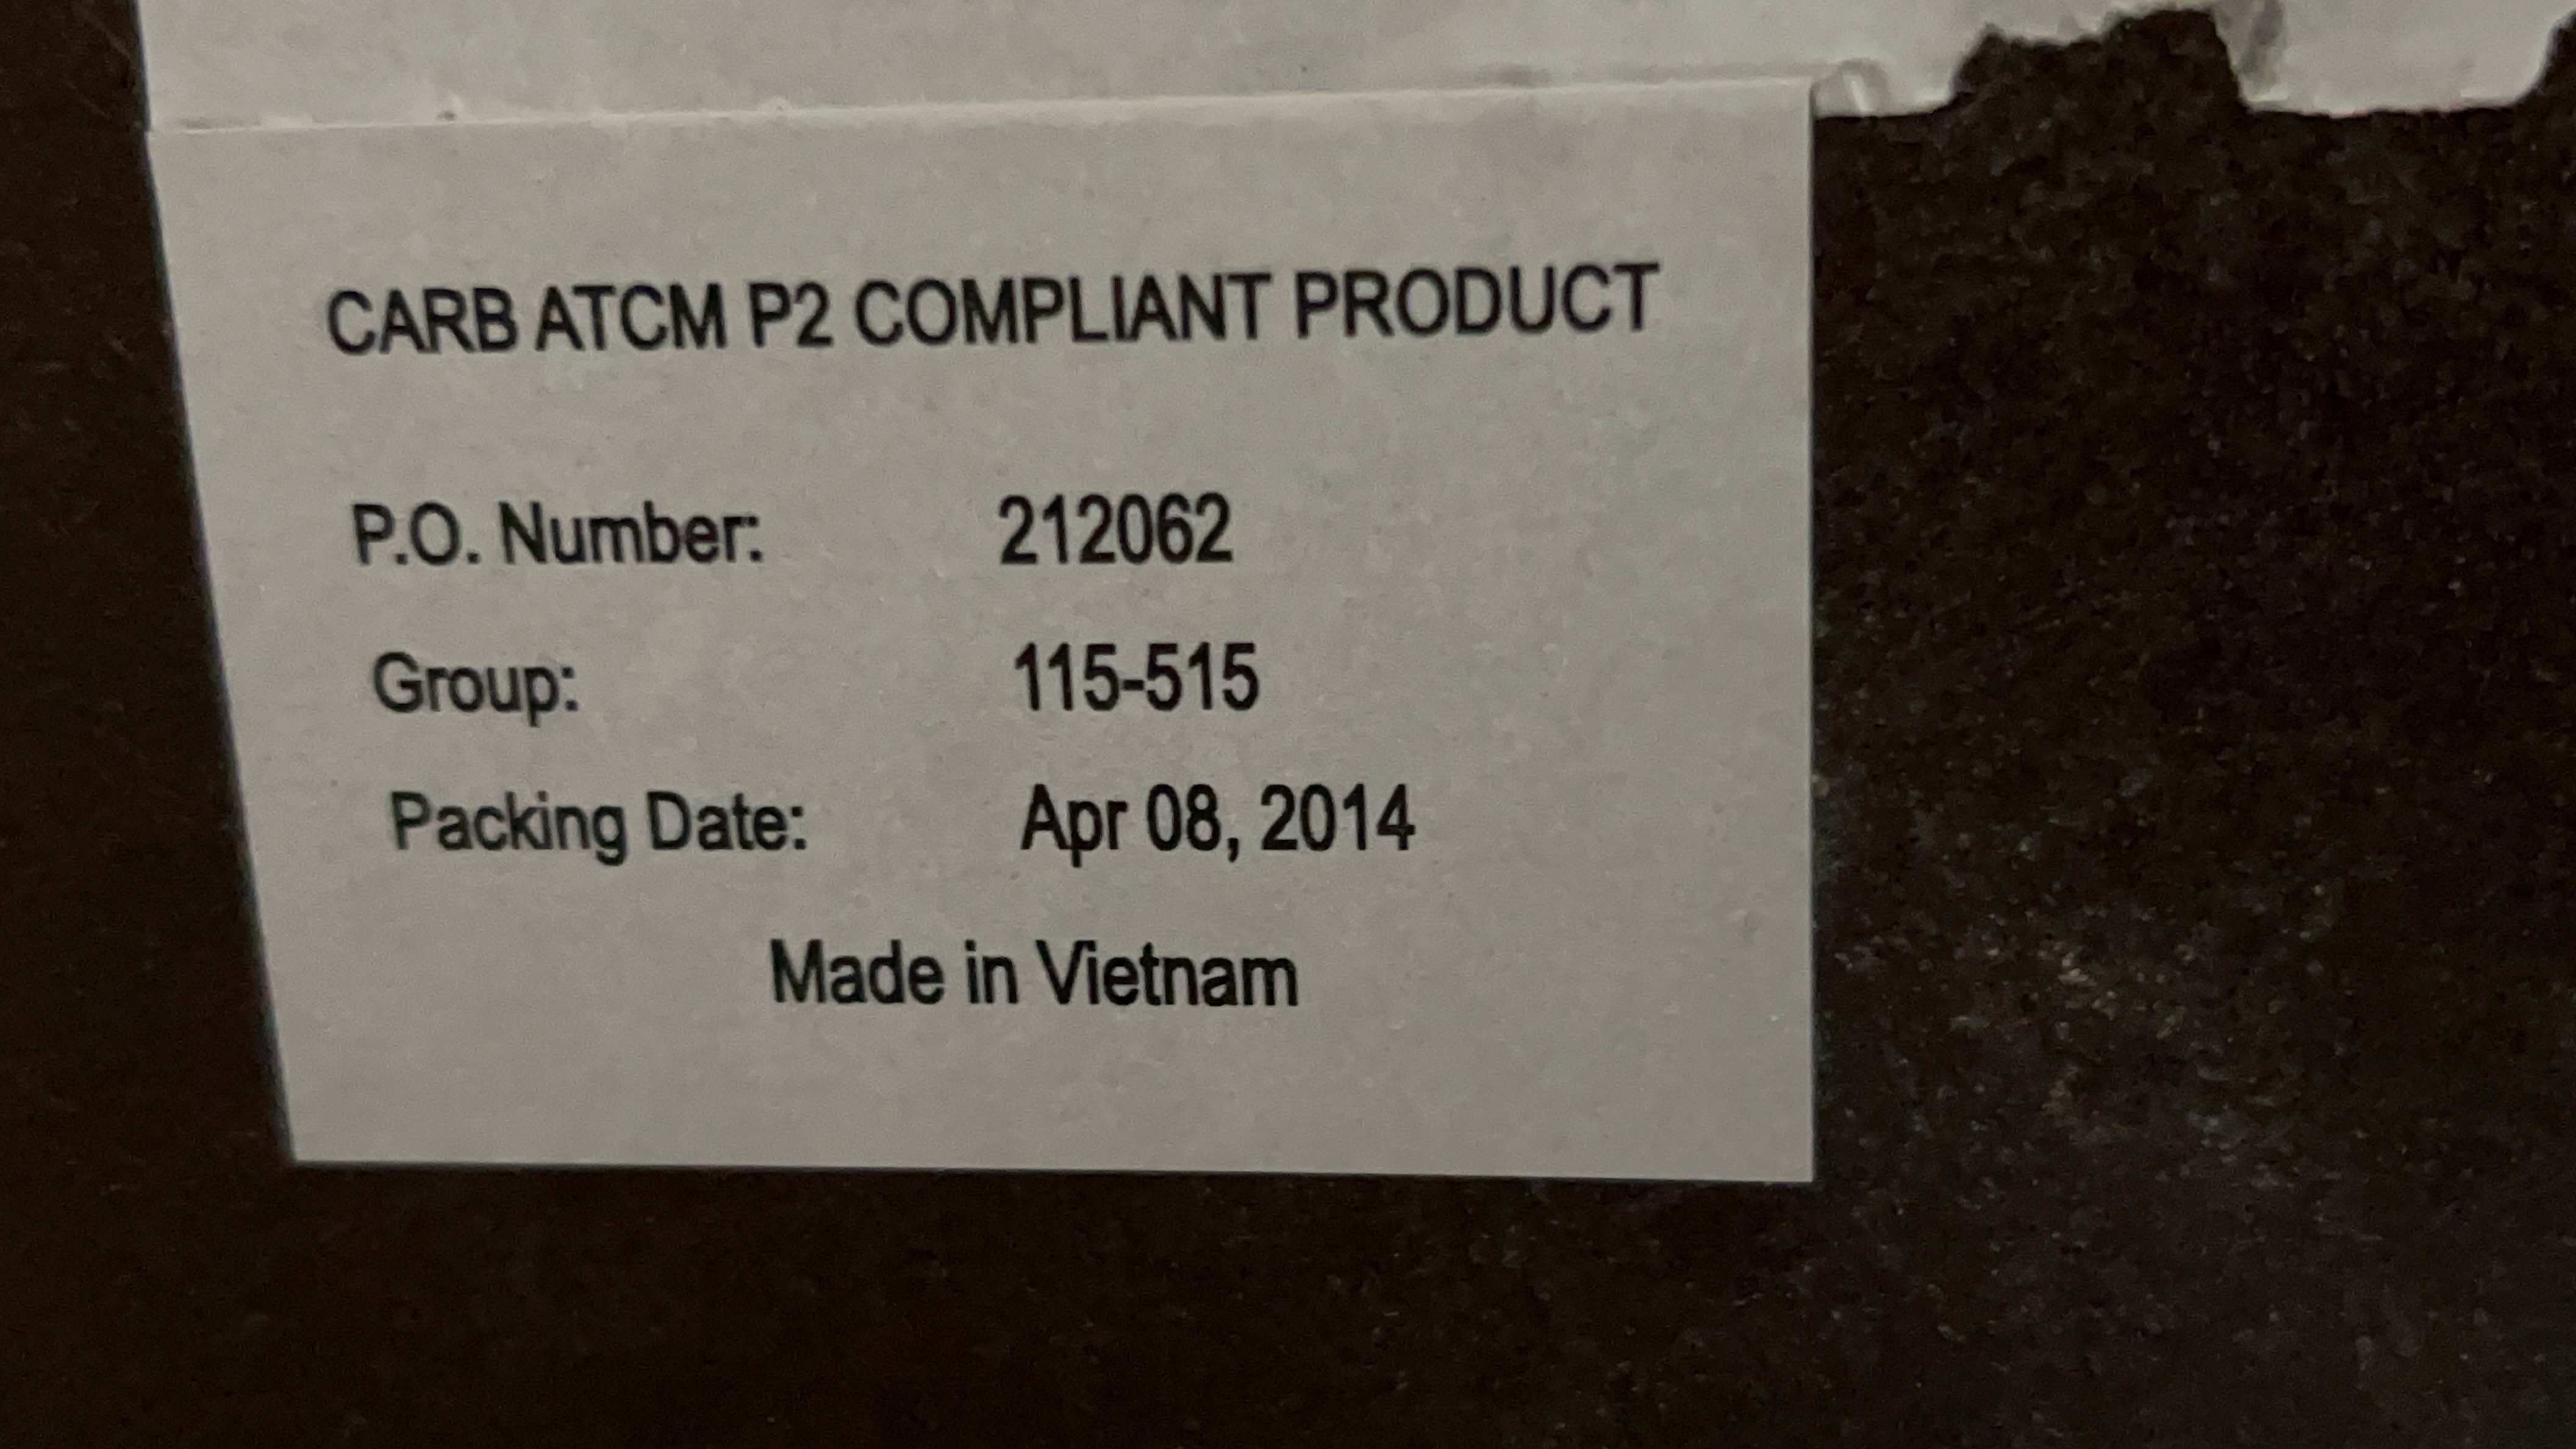 CARB ATCM P2 COMPLIANT PRODUCT
P.O. Number: 212062
Group: 115-515
Packing Date: Apr 08, 2014
Made in Vietnam